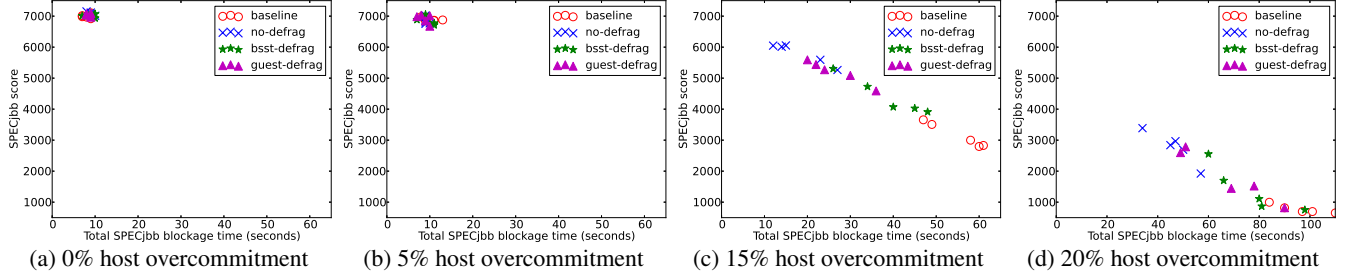 7000
6000
5000
4000
3000
2000
1000
SPECjbb score
baseline
no-defrag
bsst-defrag
guest-defrag
0 10 20 30 40 50 60
Total SPECjbb blockage time (seconds)
(a) 0% host overcommitment
7000
6000
5000
4000
3000
2000
1000
SPECjbb score
baseline
no-defrag
bsst-defrag
guest-defrag
0 10 20 30 40 50 60
Total SPECjbb blockage time (seconds)
(b) 5% host overcommitment
7000
6000
5000
4000
3000
2000
1000
SPECjbb score
baseline
no-defrag
bsst-defrag
guest-defrag
0 10 20 30 40 50 60
Total SPECjbb blockage time (seconds)
(c) 15% host overcommitment
7000
6000
5000
4000
3000
2000
1000
SPECjbb score
baseline
no-defrag
bsst-defrag
guest-defrag
0 20 40 60 80 100
Total SPECjbb blockage time (seconds)
(d) 20% host overcommitment